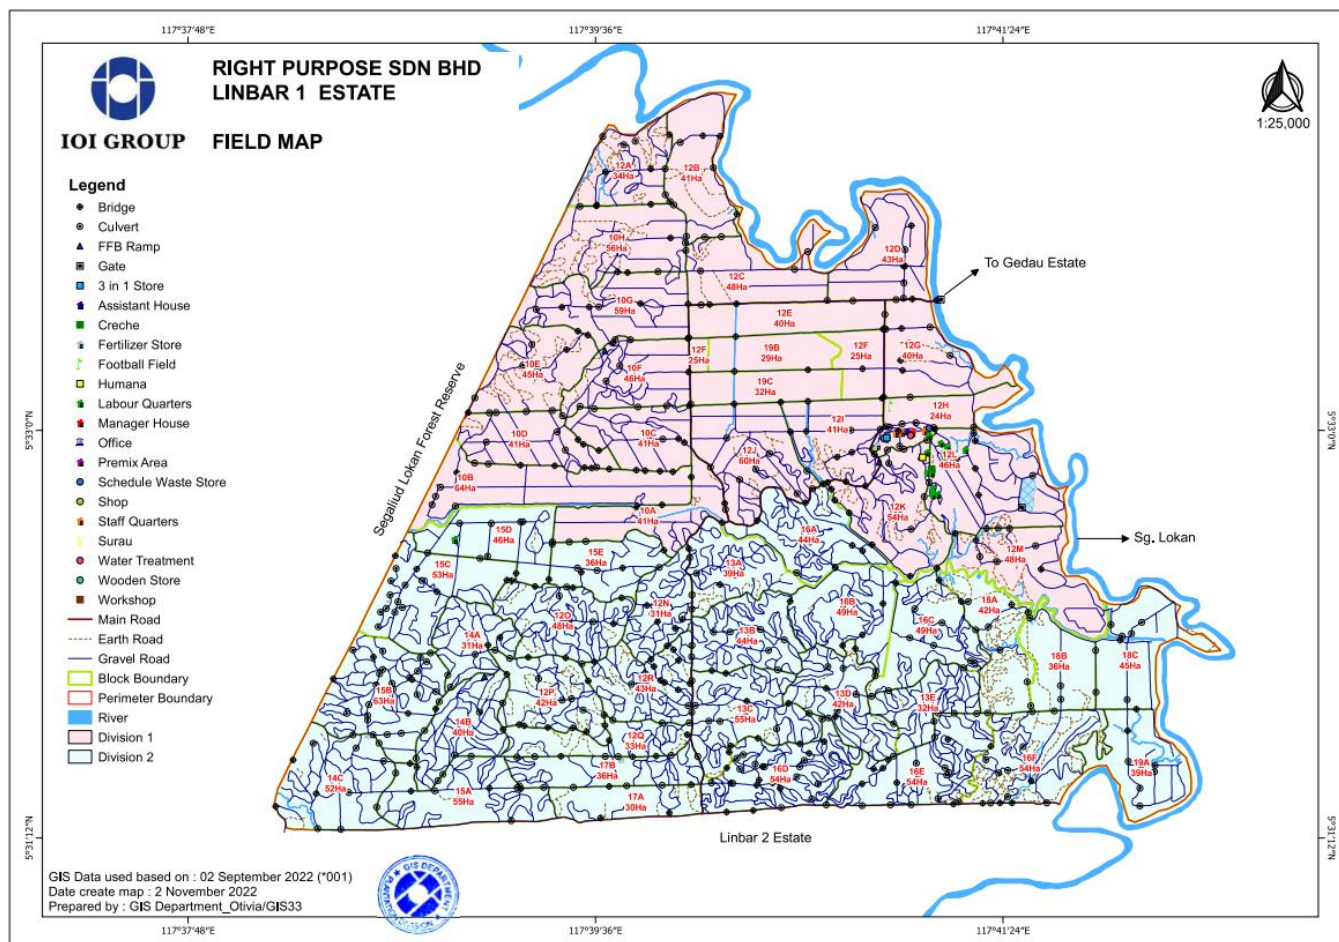 117°37'48"E
117°39'36"E
117°41'24"E
RIGHT PURPOSE SDN BHD
LINBAR 1 ESTATE
IOI GROUP
FIELD MAP
1:25,000
Legend
Bridge
Culvert
FFB Ramp
Gate
3 in 1 Store
Assistant House
Creche
Fertilizer Store
Football Field
Humana
Labour Quarters
Manager House
Office
Premix Area
Schedule Waste Store
Shop
Staff Quarters
Surau
Water Treatment
Wooden Store
Workshop
Main Road
Earth Road
Gravel Road
Block Boundary
Perimeter Boundary
River
Division 1
Division 2
12A
34Ha
12B
41Ha
10H
56Ha
12D
43Ha
To Gedau Estate
12C
48Ha
10G
59Ha
12E
40Ha
12F
25Ha
19B
29Ha
12F
25Ha
12G
40Ha
10E
45Ha
10F
46Ha
19C
32Ha
12H
24Ha
12I
41Ha
10D
41Ha
10C
41Ha
12J
60Ha
12L
46Ha
Segaliud Lokan Forest Reserve
5°33'0"N
5°33'0"N
10B
64Ha
10A
41Ha
12K
54Ha
15D
46Ha
16A
44Ha
Sg. Lokan
15E
36Ha
12M
48Ha
15C
53Ha
13A
39Ha
12N
31Ha
16B
49Ha
18A
42Ha
12O
48Ha
16C
49Ha
14A
31Ha
13B
44Ha
18B
36Ha
18C
45Ha
12R
43Ha
15B
63Ha
12P
42Ha
13D
42Ha
13E
32Ha
13C
55Ha
14B
40Ha
12Q
33Ha
17B
36Ha
16D
54Ha
16E
54Ha
16F
54Ha
19A
39Ha
14C
52Ha
15A
55Ha
17A
30Ha
Linbar 2 Estate
5°31'12"N
5°31'12"N
GIS Data used based on : 02 September 2022 (*001)
Date create map : 2 November 2022
Prepared by : GIS Department_Otivia/GIS33
GIS DEPARTMENT
117°37'48"E
117°39'36"E
117°41'24"E